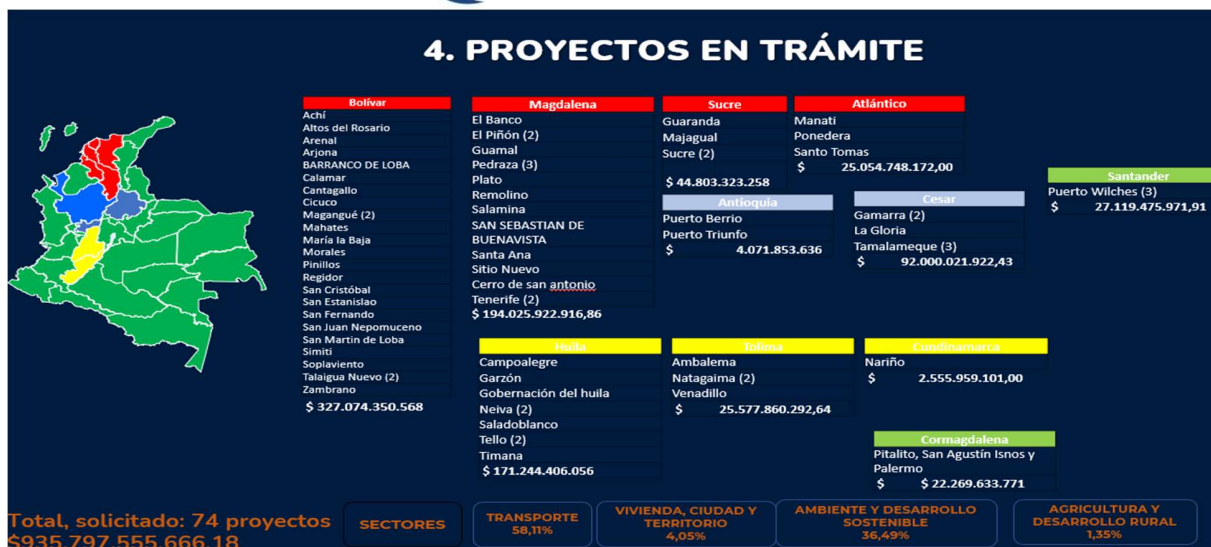 4. PROYECTOS EN TRÁMITE
Bolívar
Achí
Altos del Rosario
Arenal
Arjona
BARRANCO DE LOBA
Calamar
Cantagallo
Cicuco
Magangué (2)
Mahates
María la Baja
Morales
Pinillos
Regidor
San Cristóbal
San Estanislao
San Fernando
San Juan Nepomuceno
San Martin de Loba
Simiti
Soplaviento
Talaigua Nuevo (2)
Zambrano
$ 327.074.350.568
Magdalena
El Banco
El Piñón (2)
Guamal
Pedraza (3)
Plato
Remolino
Salamina
SAN SEBASTIAN DE
BUENAVISTA
Santa Ana
Sitio Nuevo
Cerro de san antonio
Tenerife (2)
$ 194.025.922.916,86
Sucre
Guaranda
Majagual
Sucre (2)
$ 44.803.323.258
Atlántico
Manati
Ponedera
Santo Tomas
$ 25.054.748.172,00
Antioquia
Puerto Berrio
Puerto Triunfo
$ 4.071.853.636
Cesar
Gamarra (2)
La Gloria
Tamalameque (3)
$ 92.000.021.922,43
Santander
Puerto Wilches (3)
$ 27.119.475.971,91
Huila
Campoalegre
Garzón
Gobernación del huila
Neiva (2)
Saladoblanco
Tello (2)
Timana
$ 171.244.406.056
Tolima
Ambalema
Natagaima (2)
Venadillo
$ 25.577.860.292,64
Cundinamarca
Nariño
$ 2.555.959.101,00
Cormagdalena
Pitalito, San Agustín Isnos y
Palermo
$ $ 22.269.633.771
Total, solicitado: 74 proyectos
$935.797.555.666,18
SECTORES
TRANSPORTE
58,11%
VIVIENDA, CIUDAD Y
TERRITORIO
4,05%
AMBIENTE Y DESARROLLO
SOSTENIBLE
36,49%
AGRICULTURA Y
DESARROLLO RURAL
1,35%